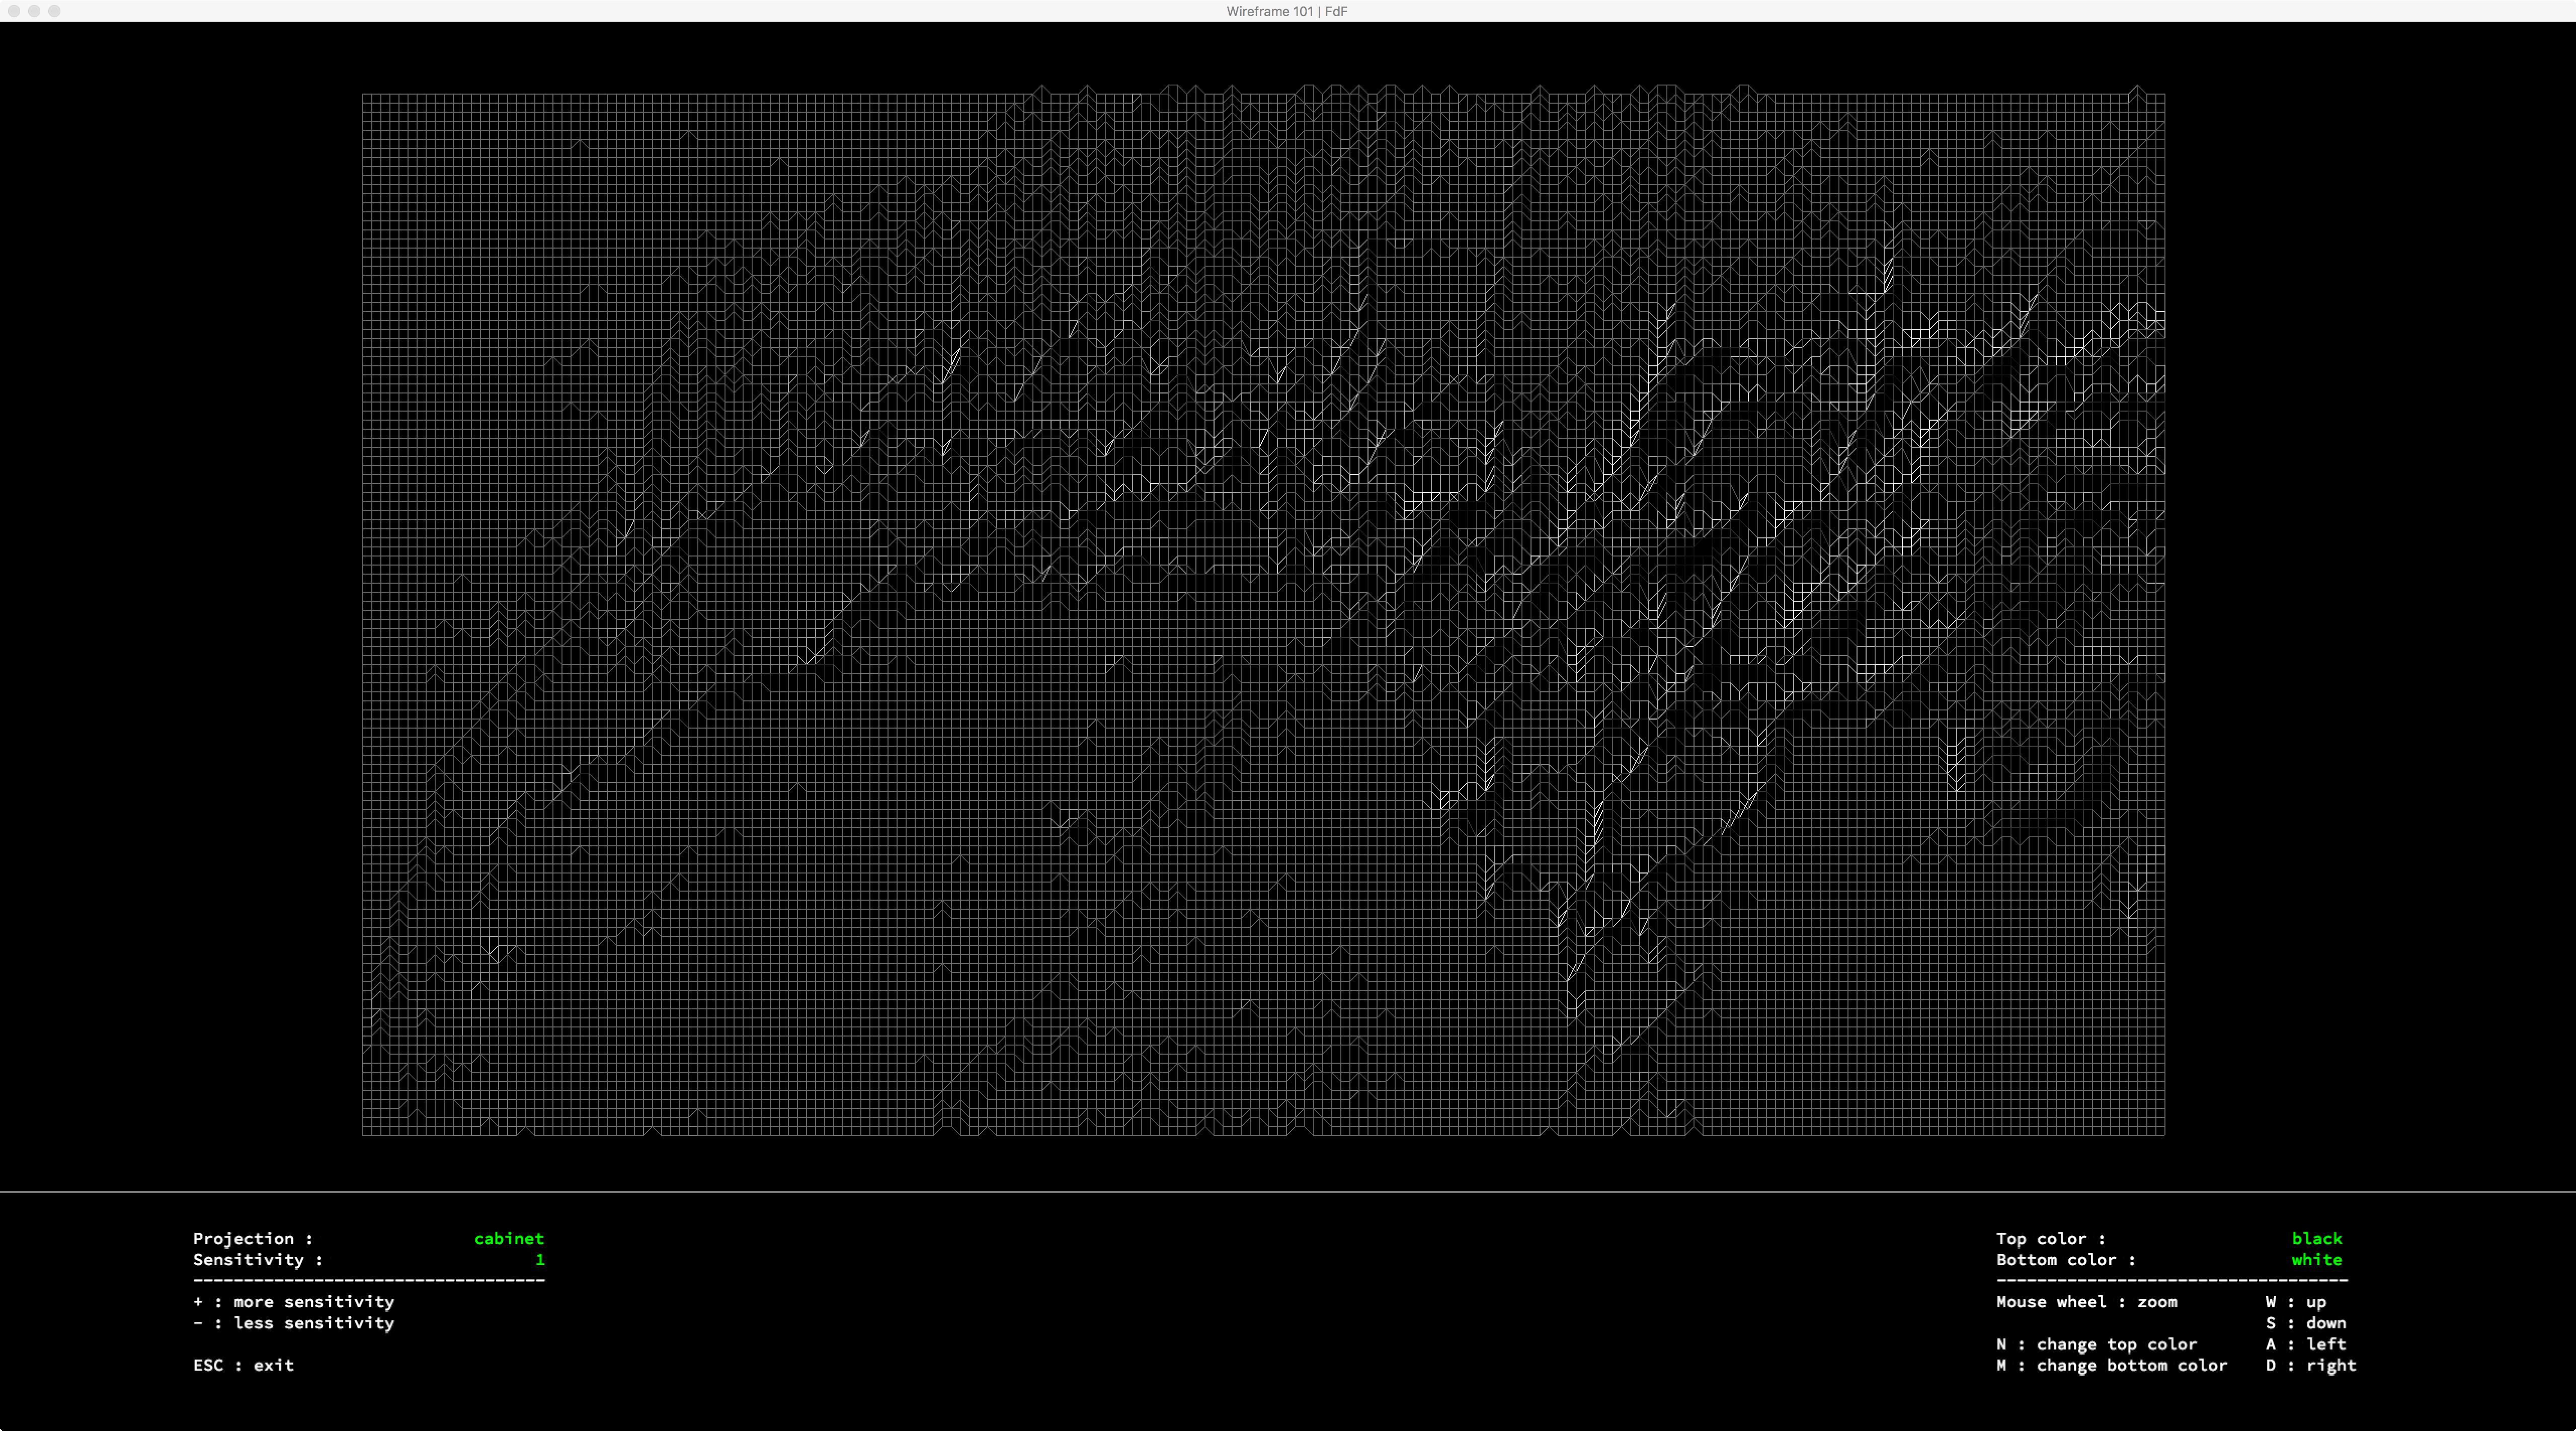 Wireframe 101 | FdF
Projection : cabinet
Sensitivity : 1
-----------------------------------
+ : more sensitivity
- : less sensitivity
ESC : exit
Top color : black
Bottom color : white
-----------------------------------
Mouse wheel : zoom W : up
S : down
N : change top color A : left
M : change bottom color D : right